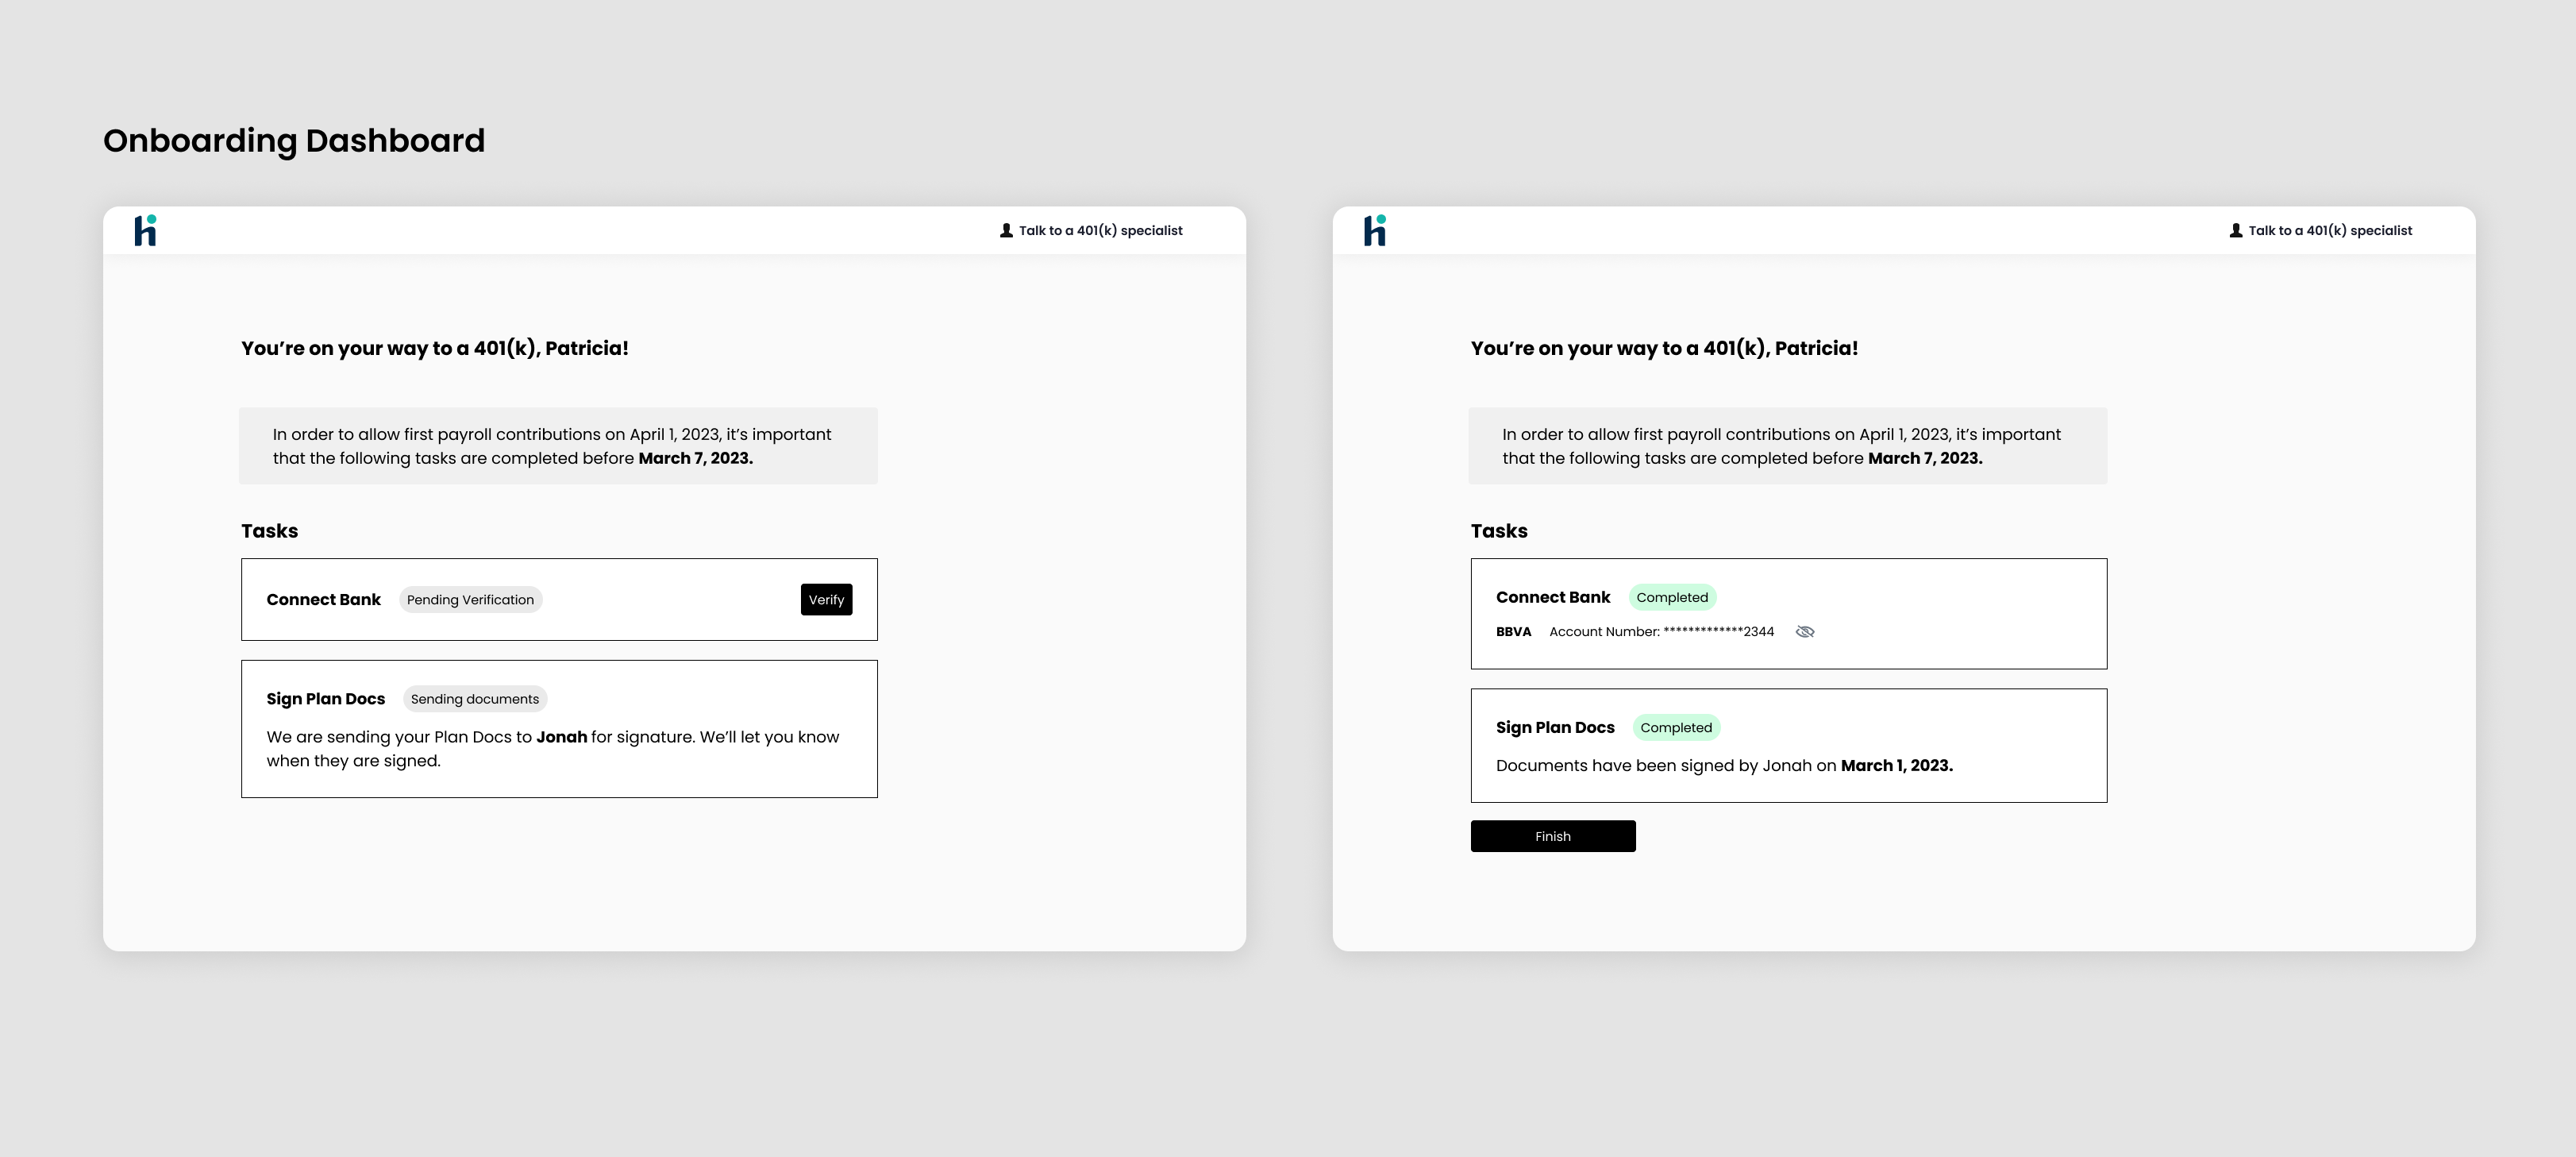 Onboarding Dashboard
hi
Talk to a 401(k) specialist
You’re on your way to a 401(k), Patricia!
In order to allow first payroll contributions on April 1, 2023, it’s important
that the following tasks are completed before March 7, 2023.
Tasks
Connect Bank
Pending Verification
Verify
Sign Plan Docs
Sending documents
We are sending your Plan Docs to Jonah for signature. We’ll let you know
when they are signed.
hi
Talk to a 401(k) specialist
You’re on your way to a 401(k), Patricia!
In order to allow first payroll contributions on April 1, 2023, it’s important
that the following tasks are completed before March 7, 2023.
Tasks
Connect Bank
Completed
BBVA Account Number: *************2344
Sign Plan Docs
Completed
Documents have been signed by Jonah on March 1, 2023.
Finish